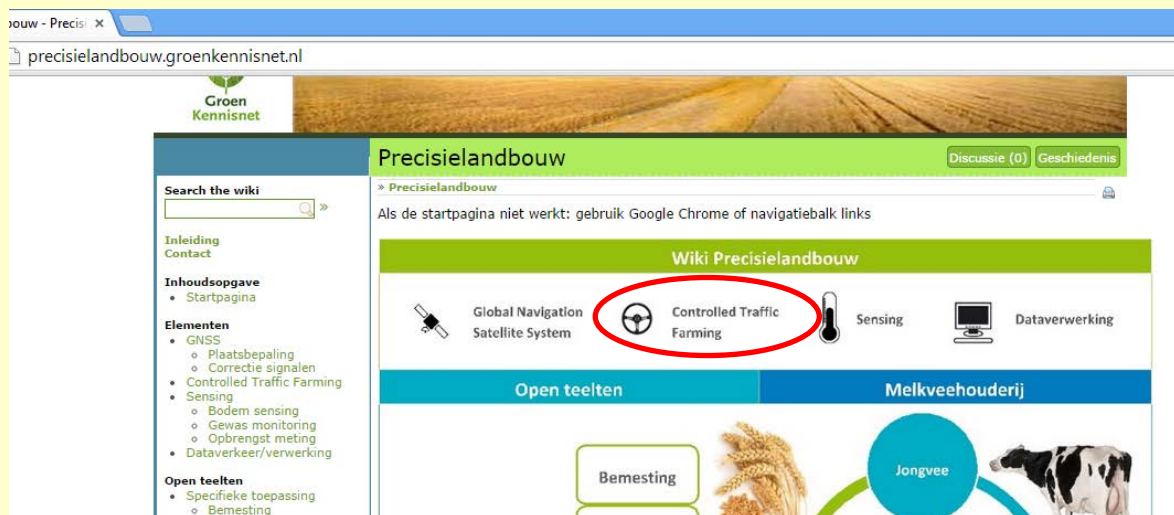 bouw - Precisi
precisielandbouw.groenkennisnet.nl
Groen
Kennisnet
Precisielandbouw
Discussie (0) Geschiedenis
Search the wiki
»
Inleiding
Contact
Inhoudsopgave
• Startpagina
Elementen
• GNSS
o Plaatsbepaling
o Correctie signalen
• Controlled Traffic Farming
• Sensing
o Bodem sensing
o Gewas monitoring
o Opbrengst meting
• Dataverkeer/verwerking
Open teelten
• Specifieke toepassing
o Bemesting
» Precisielandbouw
Als de startpagina niet werkt: gebruik Google Chrome of navigatiebalk links
Wiki Precisielandbouw
Global Navigation
Satellite System
Controlled Traffic
Farming
Sensing
Dataverwerking
Open teelten
Melkveehouderij
Bemesting
Jongvee